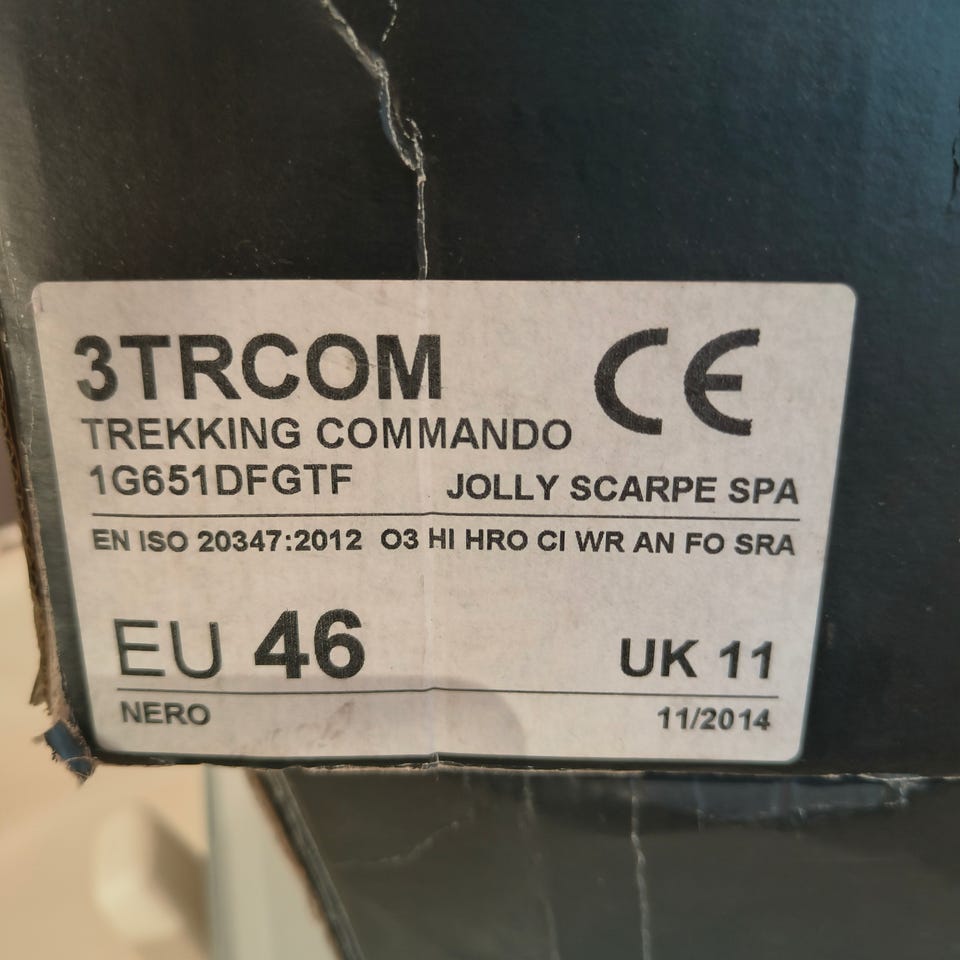 3TRCOM
CE
TREKKING COMMANDO
1G651DFGTF JOLLY SCARPE SPA
EN ISO 20347:2012 O3 HI HRO CI WR AN FO SRA
EU 46 UK 11
NERO 11/2014